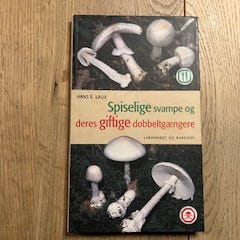 HANS E. LAUX
Spiselige svampe og
deres giftige dobbeltgængere
LINDHARDT OG RINGHOF